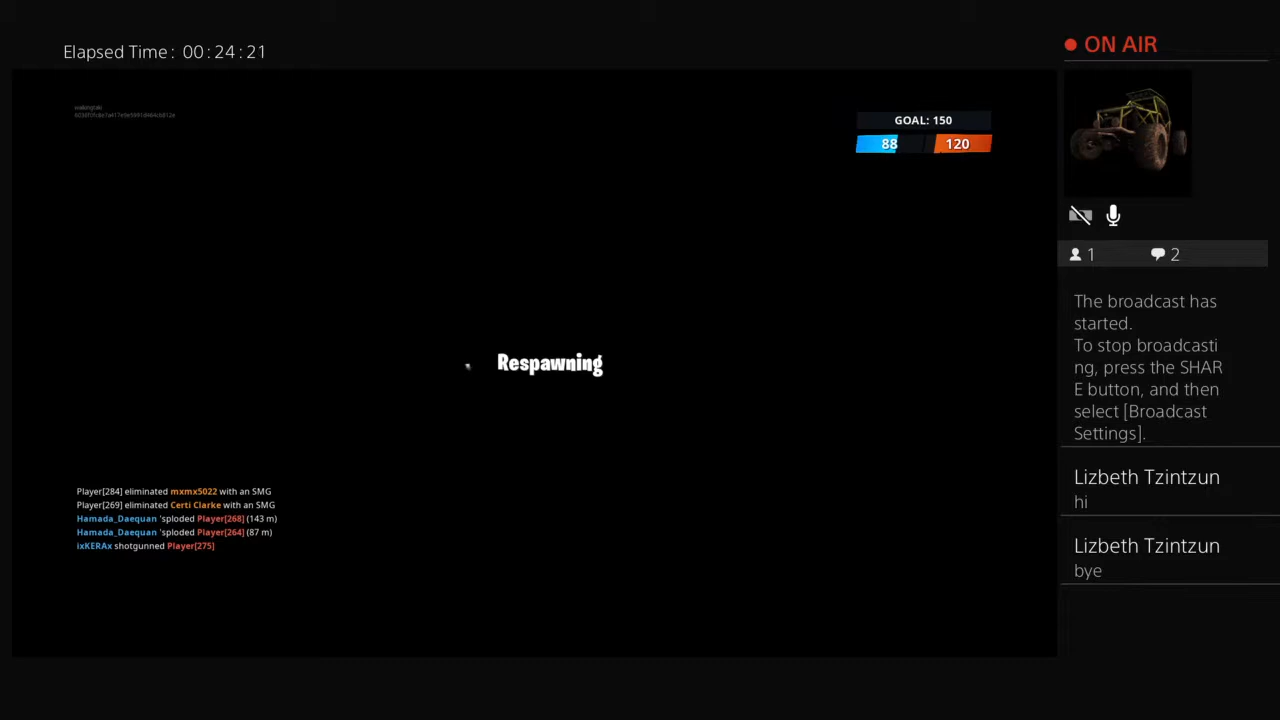 Elapsed Time: 00:24:21
ON AIR
GOAL: 150
88 120
1 2
The broadcast has
started.
To stop broadcasti
ng, press the SHAR
E button, and then
select [Broadcast
Settings].
Respawning
Lizbeth Tzintzun
hi
Player[284] eliminated mxmx5022 with an SMG
Player[269] eliminated Certi Clarke with an SMG
Hamada_Daequan 'sploded Player[268] (143 m)
Hamada_Daequan 'sploded Player[264] (87 m)
ixKERAx shotgunned Player[275]
Lizbeth Tzintzun
bye